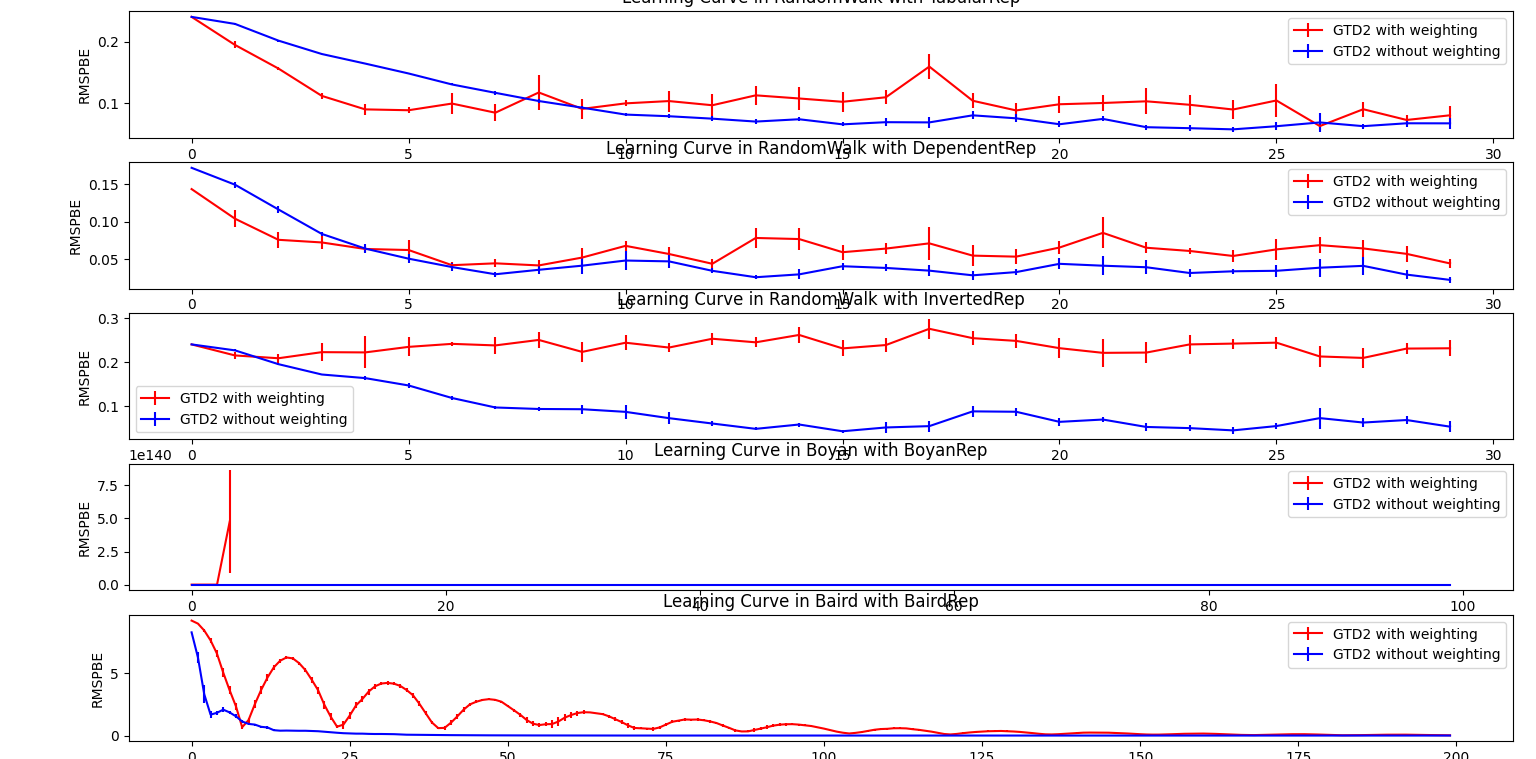 Learning Curve in RandomWalk with TabularRep
RMSPBE
0.2
0.1
GTD2 with weighting
GTD2 without weighting
0 5 10 15 20 25 30
Learning Curve in RandomWalk with DependentRep
RMSPBE
0.15
0.10
0.05
GTD2 with weighting
GTD2 without weighting
0 5 10 15 20 25 30
Learning Curve in RandomWalk with InvertedRep
RMSPBE
0.3
0.2
0.1
GTD2 with weighting
GTD2 without weighting
0 5 10 15 20 25 30
1e140
Learning Curve in Boyan with BoyanRep
RMSPBE
7.5
5.0
2.5
0.0
GTD2 with weighting
GTD2 without weighting
0 20 40 60 80 100
Learning Curve in Baird with BairdRep
RMSPBE
5
0
GTD2 with weighting
GTD2 without weighting
0 25 50 75 100 125 150 175 200